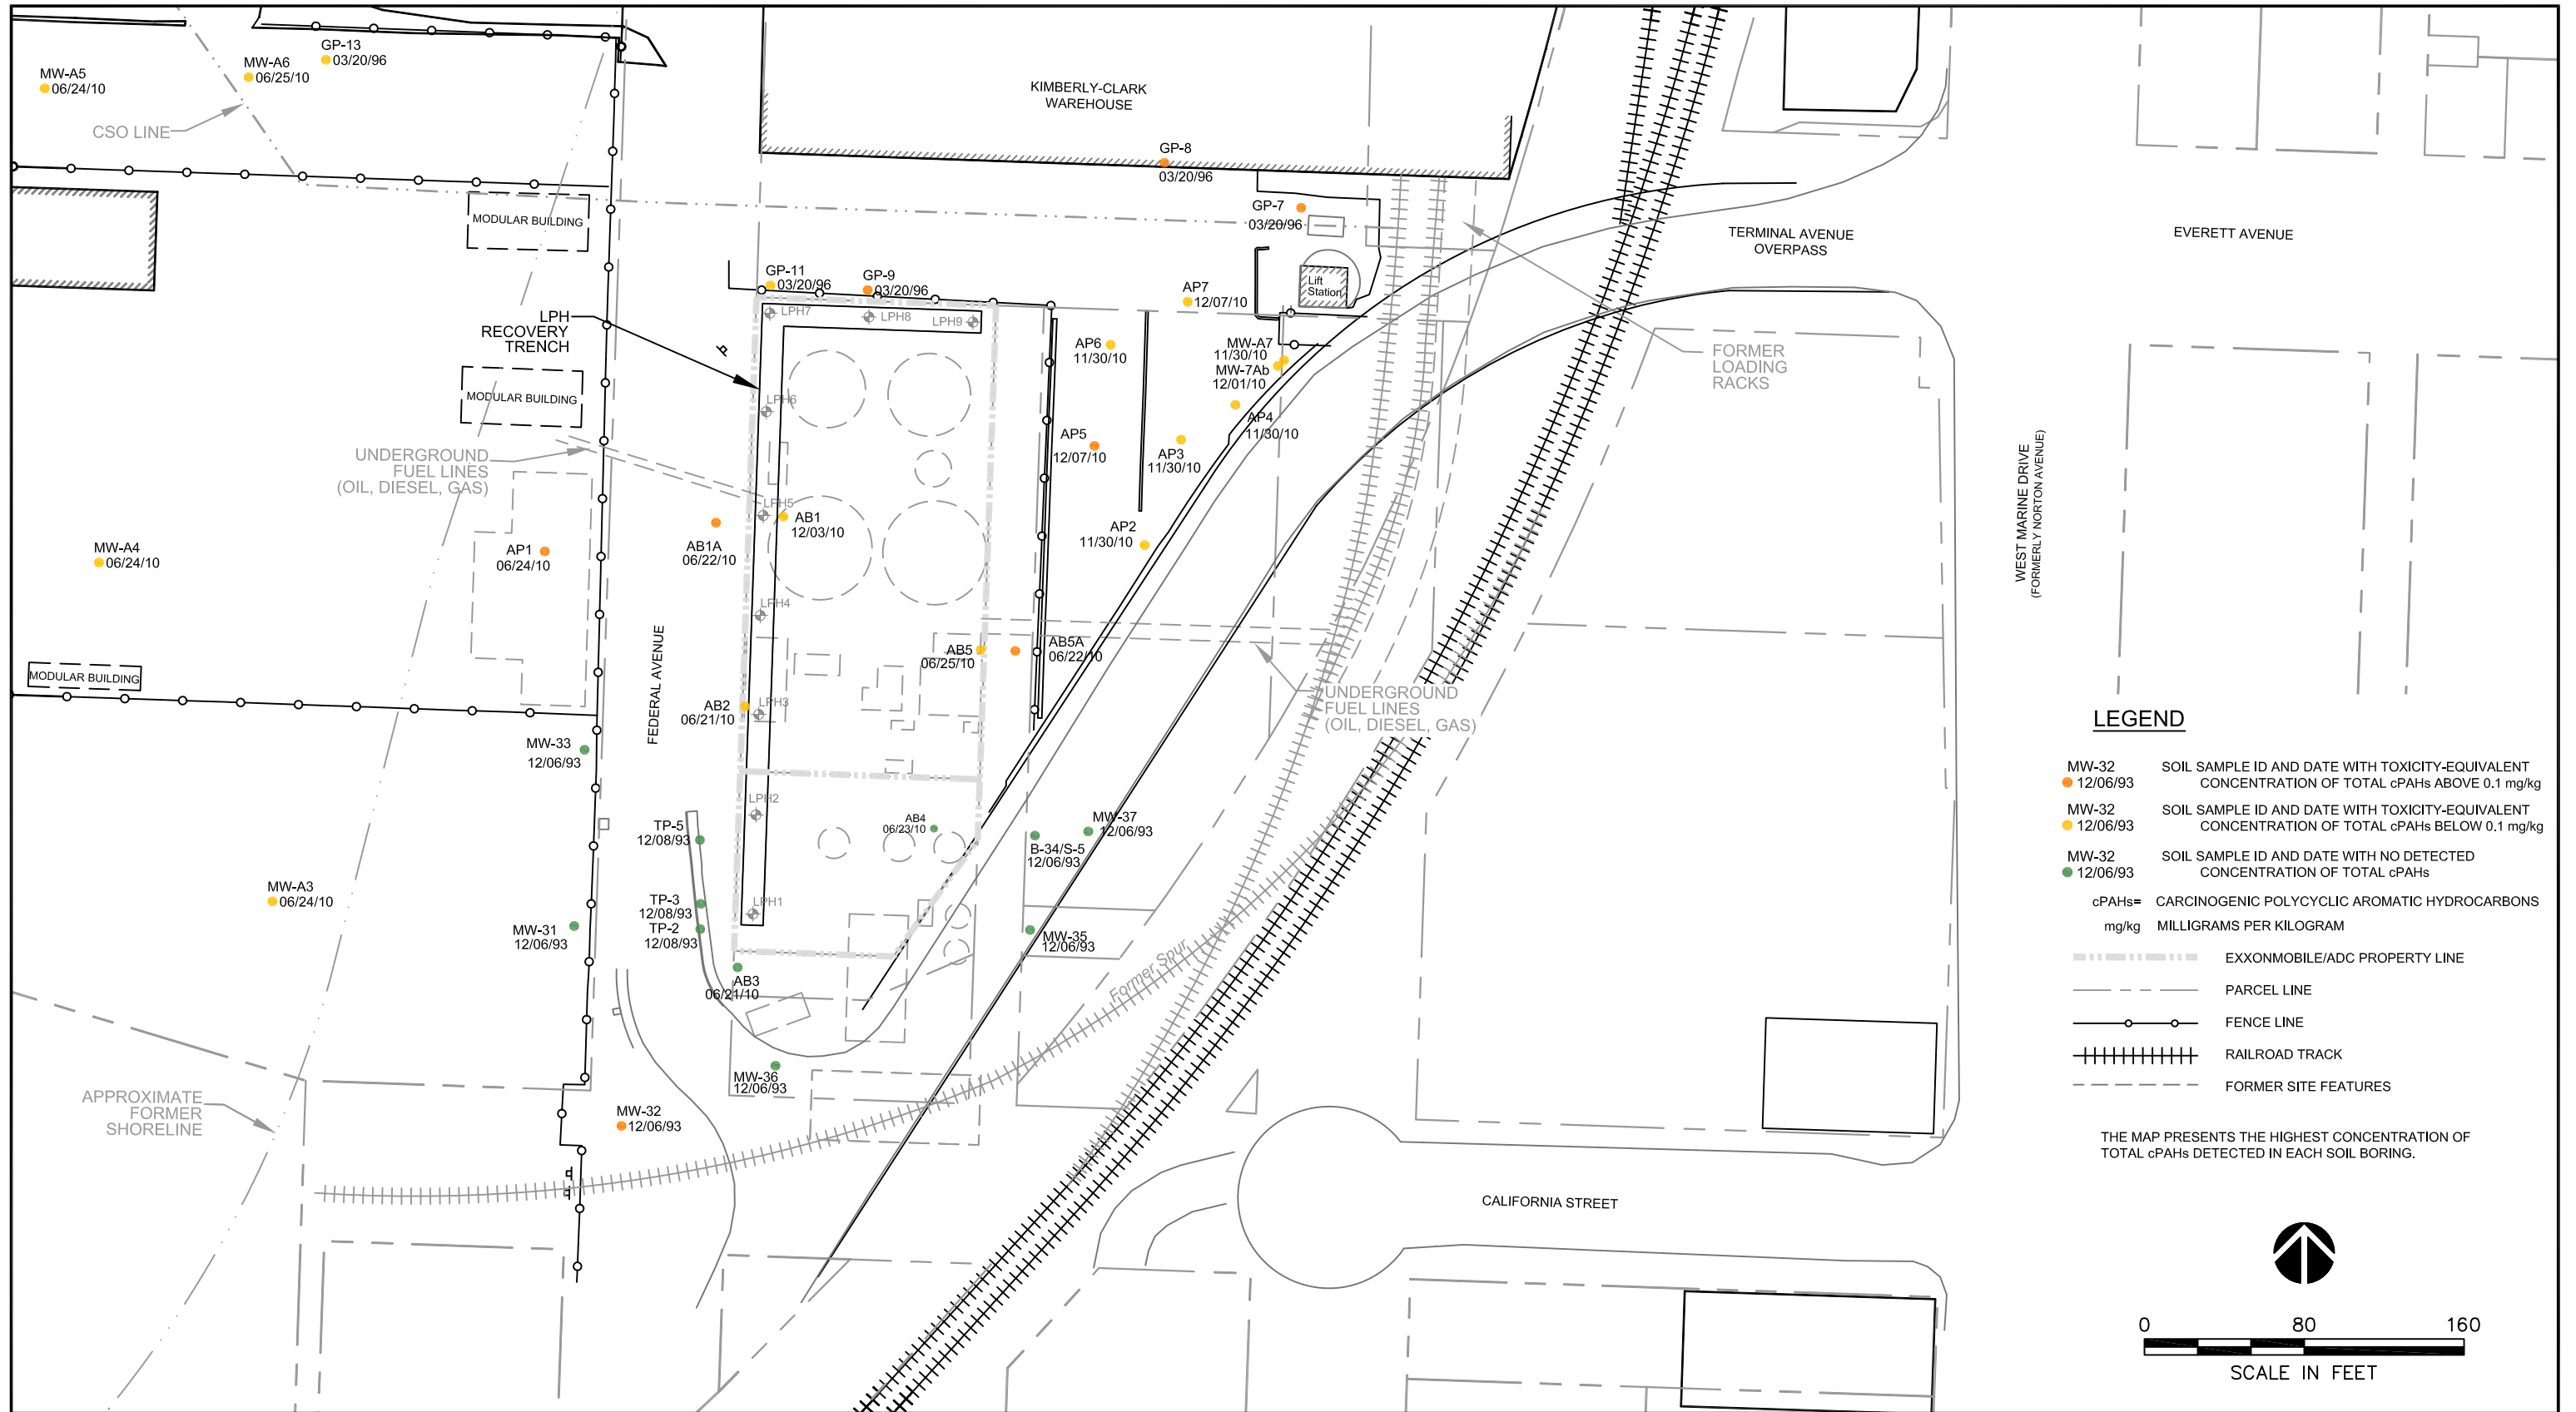 MW-A5
06/24/10
MW-A6
06/25/10
GP-13
03/20/96
CSO LINE
KIMBERLY-CLARK
WAREHOUSE
GP-8
03/20/96
MODULAR BUILDING
GP-7
03/20/96
TERMINAL AVENUE
OVERPASS
EVERETT AVENUE
Lift
Station
GP-11
03/20/96
GP-9
03/20/96
AP7
12/07/10
LPH
RECOVERY
TRENCH
LPH7
LPH8
LPH9
AP6
11/30/10
MW-A7
11/30/10
MW-7Ab
12/01/10
FORMER
LOADING
RACKS
MODULAR BUILDING
LPH6
AP4
11/30/10
AP5
12/07/10
AP3
11/30/10
UNDERGROUND
FUEL LINES
(OIL, DIESEL, GAS)
LPH5
AB1
12/03/10
AB1A
06/22/10
AP2
11/30/10
WEST MARINE DRIVE
(FORMERLY NORTON AVENUE)
MW-A4
06/24/10
AP1
06/24/10
LPH4
FEDERAL AVENUE
AB5
06/25/10
AB5A
06/22/10
MODULAR BUILDING
AB2
06/21/10
LPH3
UNDERGROUND
FUEL LINES
(OIL, DIESEL, GAS)
MW-33
12/06/93
LPH2
TP-5
12/08/93
AB4
06/23/10
MW-37
12/06/93
B-34/S-5
12/06/93
MW-A3
06/24/10
TP-3
12/08/93
TP-2
12/08/93
LPH1
MW-31
12/06/93
MW-35
12/06/93
AB3
06/21/10
Former Spur
MW-36
12/06/93
APPROXIMATE
FORMER
SHORELINE
MW-32
12/06/93
CALIFORNIA STREET
LEGEND
MW-32
12/06/93
SOIL SAMPLE ID AND DATE WITH TOXICITY-EQUIVALENT
CONCENTRATION OF TOTAL cPAHs ABOVE 0.1 mg/kg
MW-32
12/06/93
SOIL SAMPLE ID AND DATE WITH TOXICITY-EQUIVALENT
CONCENTRATION OF TOTAL cPAHs BELOW 0.1 mg/kg
MW-32
12/06/93
SOIL SAMPLE ID AND DATE WITH NO DETECTED
CONCENTRATION OF TOTAL cPAHs
cPAHs= CARCINOGENIC POLYCYCLIC AROMATIC HYDROCARBONS
mg/kg MILLIGRAMS PER KILOGRAM
EXXONMOBILE/ADC PROPERTY LINE
PARCEL LINE
FENCE LINE
RAILROAD TRACK
FORMER SITE FEATURES
THE MAP PRESENTS THE HIGHEST CONCENTRATION OF
TOTAL cPAHs DETECTED IN EACH SOIL BORING.
0 80 160
SCALE IN FEET